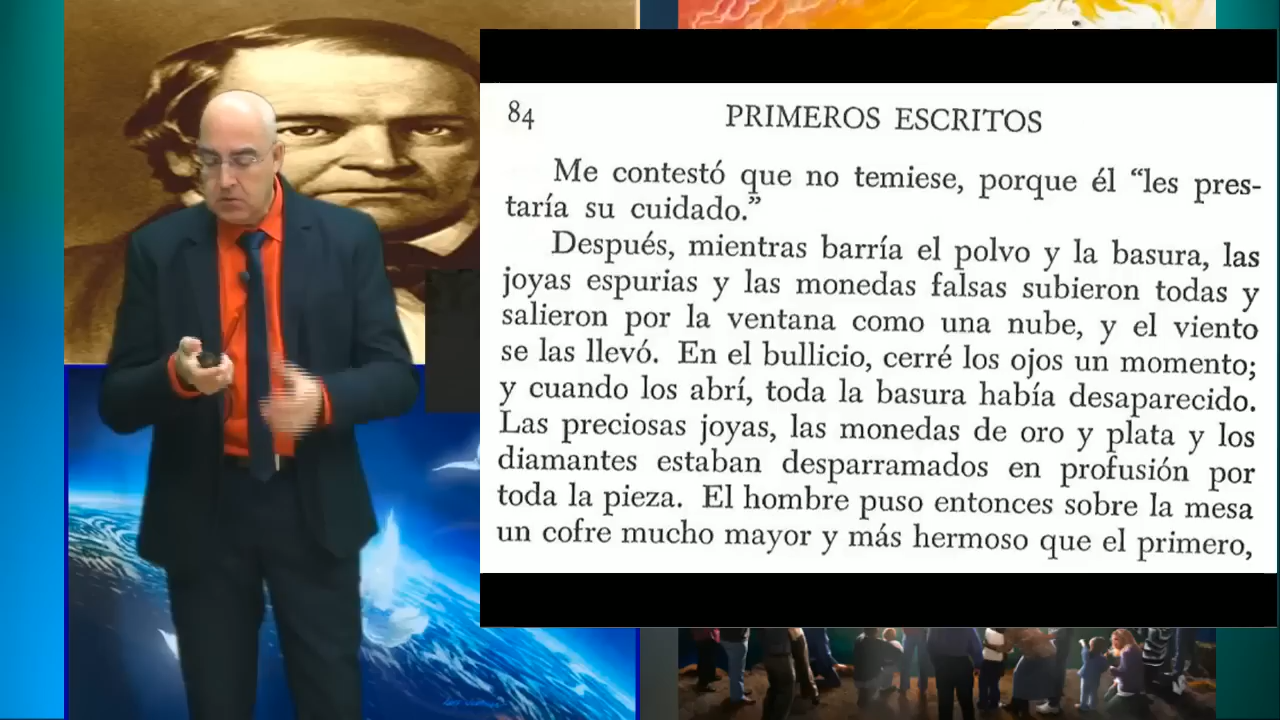 84 PRIMEROS ESCRITOS
Me contestó que no temiese, porque él “les pres-
taría su cuidado.”
Después, mientras barría el polvo y la basura, las
joyas espurias y las monedas falsas subieron todas y
salieron por la ventana como una nube, y el viento
se las llevó. En el bullicio, cerré los ojos un momento;
y cuando los abrí, toda la basura había desaparecido.
Las preciosas joyas, las monedas de oro y plata y los
diamantes estaban desparramados en profusión por
toda la pieza. El hombre puso entonces sobre la mesa
un cofre mucho mayor y más hermoso que el primero,